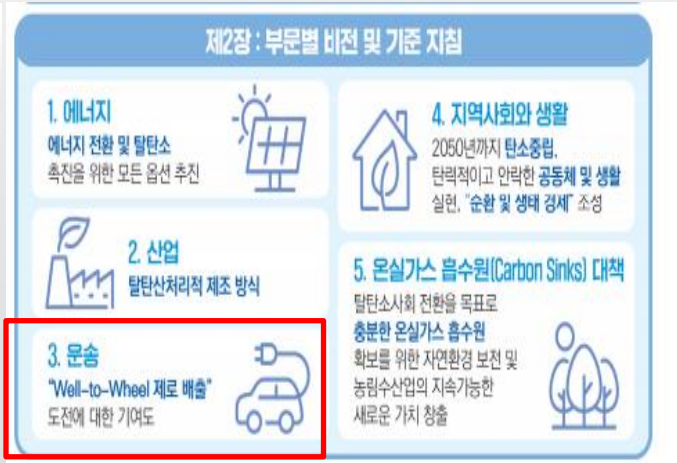 제2장 : 부문별 비전 및 기준 지침
1. 에너지
에너지 전환 및 탈탄소
촉진을 위한 모든 옵션 추진
2. 산업
탈탄산처리적 제조 방식
3. 운송
"Well-to-Wheel 제로 배출"
도전에 대한 기여도
4. 지역사회와 생활
2050년까지 탄소중립,
탄력적이고 안락한 공동체 및 생활
실현, "순환 및 생태 경제" 조성
5. 온실가스 흡수원(Carbon Sinks) 대책
탈탄소사회 전환을 목표로
충분한 온실가스 흡수원
확보를 위한 자연환경 보전 및
농림수산업의 지속가능한
새로운 가치 창출